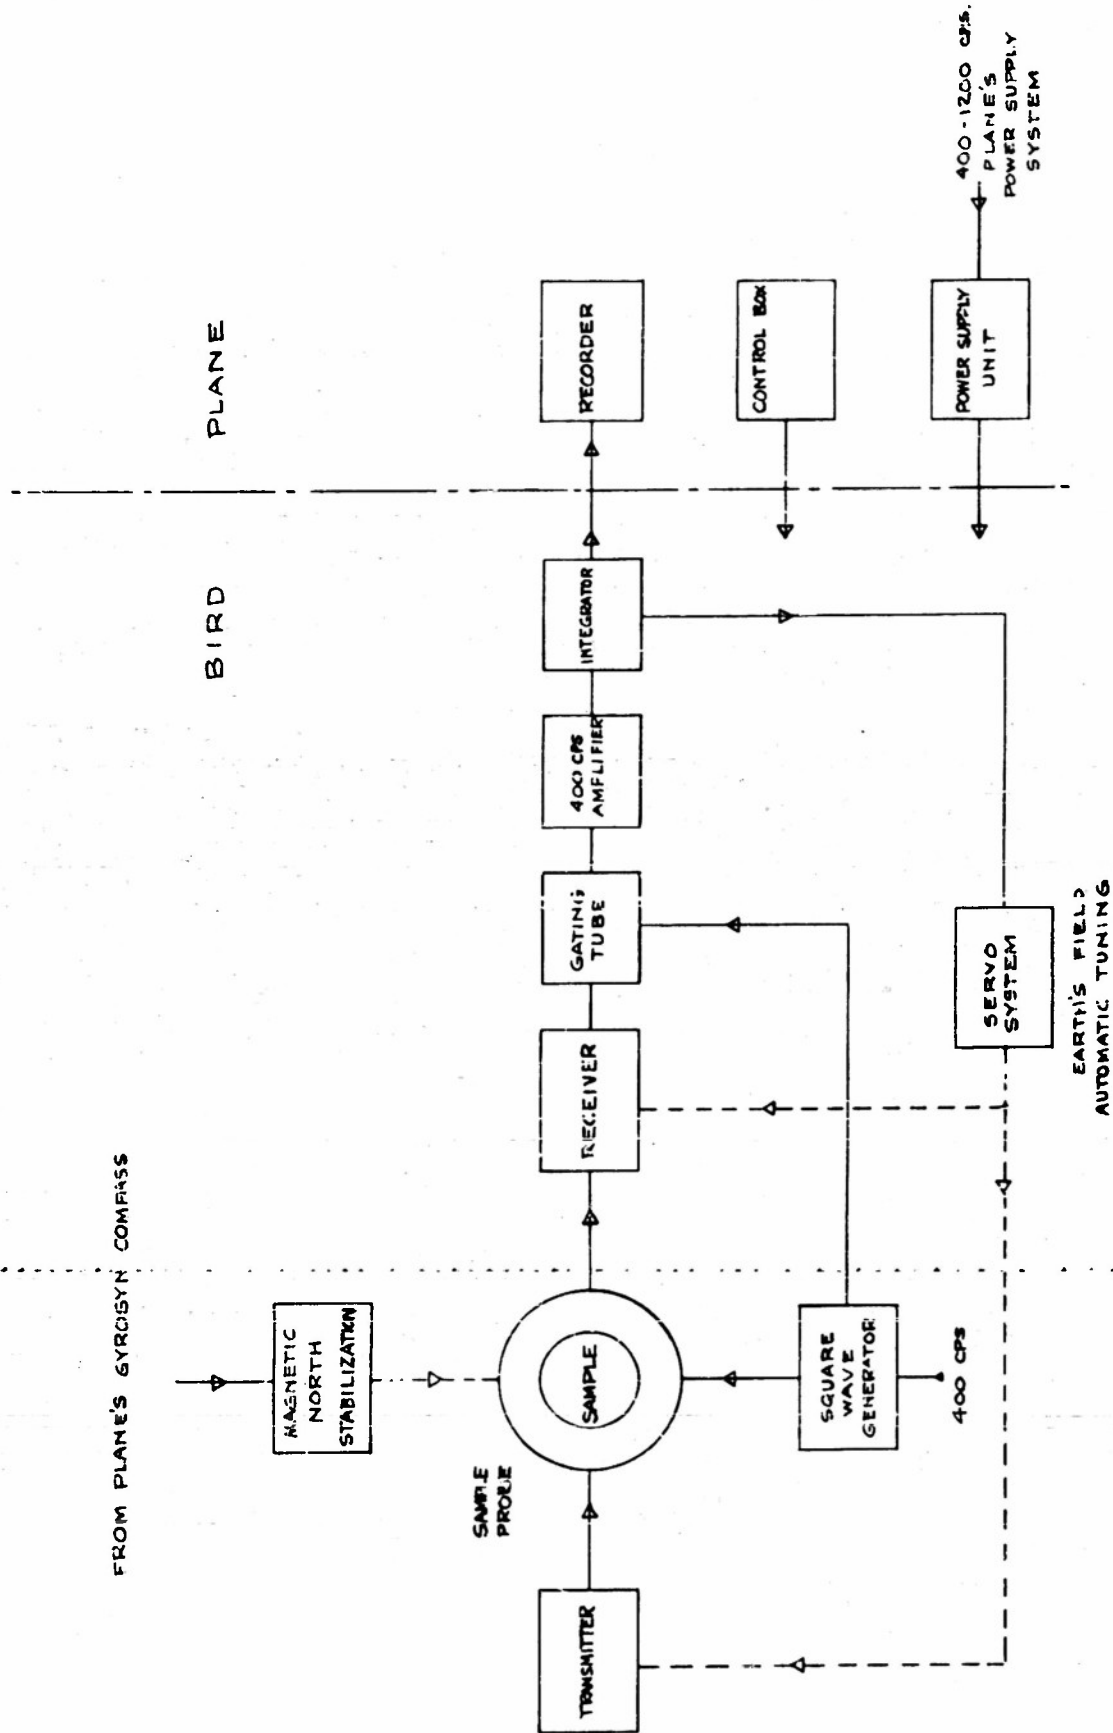 FROM PLANE'S GYROSYN COMPASS
BIRD
PLANE
MAGNETIC
NORTH
STABILIZATION
SAMPLE
PROBE
TRANSMITTER
SAMPLE
RECEIVER
GATING
TUBE
400 CPS
AMPLIFIER
INTEGRATOR
RECORDER
SQUARE
WAVE
GENERATOR
400 CPS
CONTROL BOX
SERVO
SYSTEM
EARTH'S FIELD
AUTOMATIC TUNING
POWER SUPPLY
UNIT
400-1200 CPS.
PLANE'S
POWER SUPPLY
SYSTEM